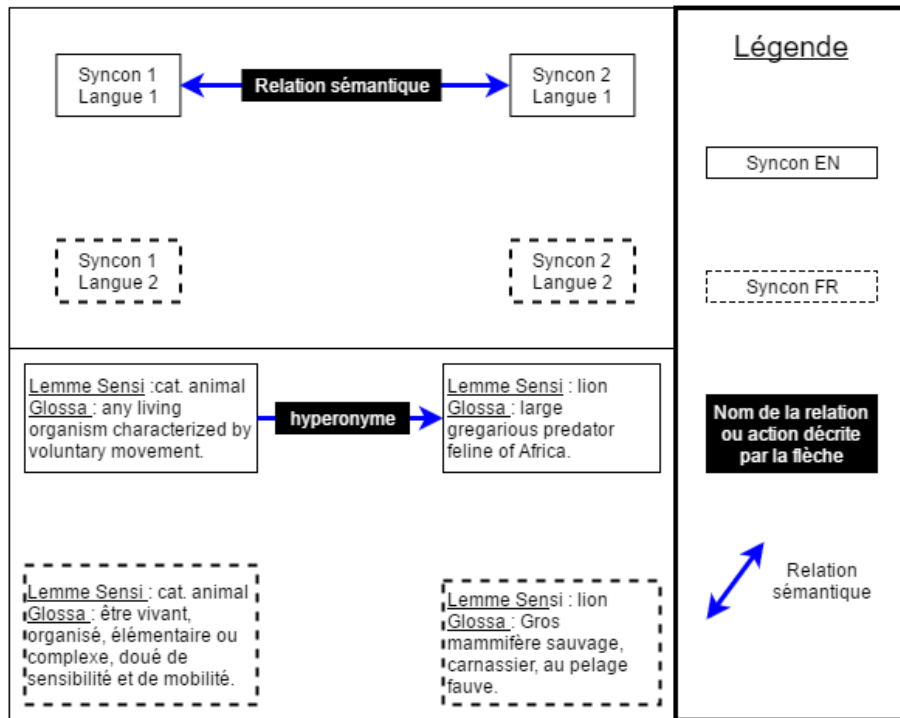 Syncon 1
Langue 1
Relation sémantique
Syncon 2
Langue 1
Syncon 1
Langue 2
Syncon 2
Langue 2
Lemme Sensi :cat. animal
Glossa : any living
organism characterized by
voluntary movement.
hyperonyme
Lemme Sensi : lion
Glossa : large
gregarious predator
feline of Africa.
Lemme Sensi : cat. animal
Glossa : être vivant,
organisé, élémentaire ou
complexe, doué de
sensibilité et de mobilité.
Lemme Sensi : lion
Glossa : Gros
mammifère sauvage,
carnassier, au pelage
fauve.
Légende
Syncon EN
Syncon FR
Nom de la relation
ou action décrite
par la flèche
Relation
sémantique